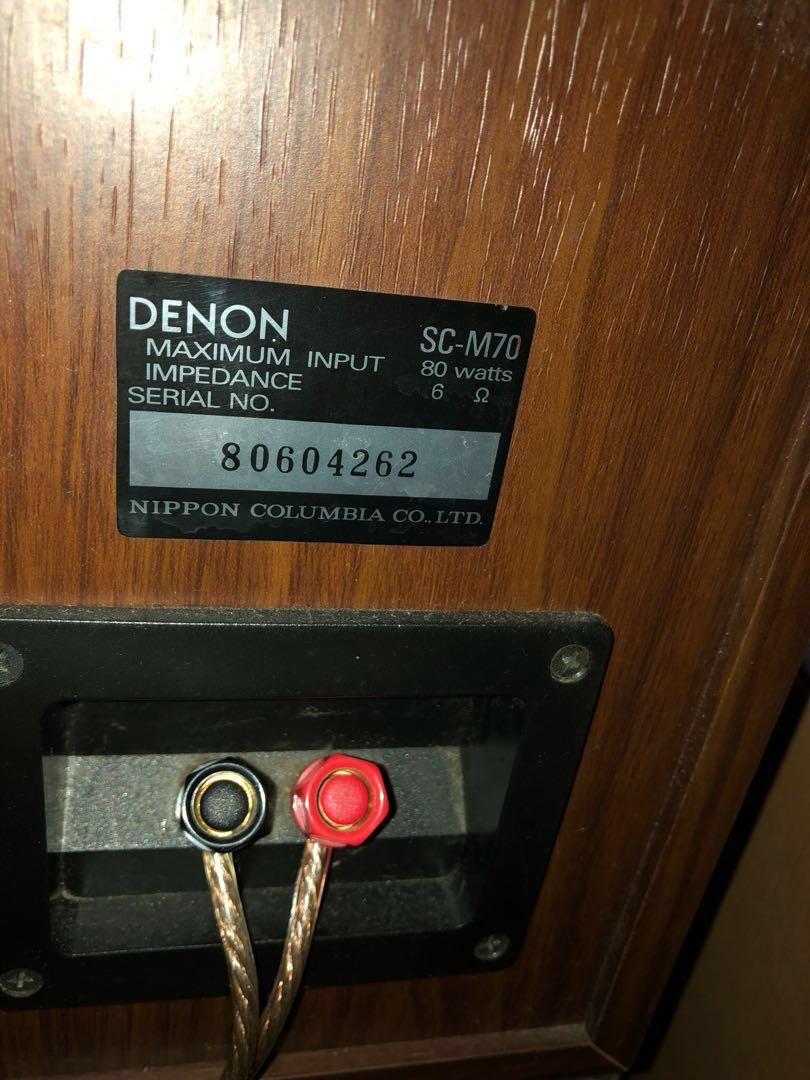 DENON SC-M70
MAXIMUM INPUT 80 watts
IMPEDANCE 6 Ω
SERIAL NO.
80604262
NIPPON COLUMBIA CO.,LTD.